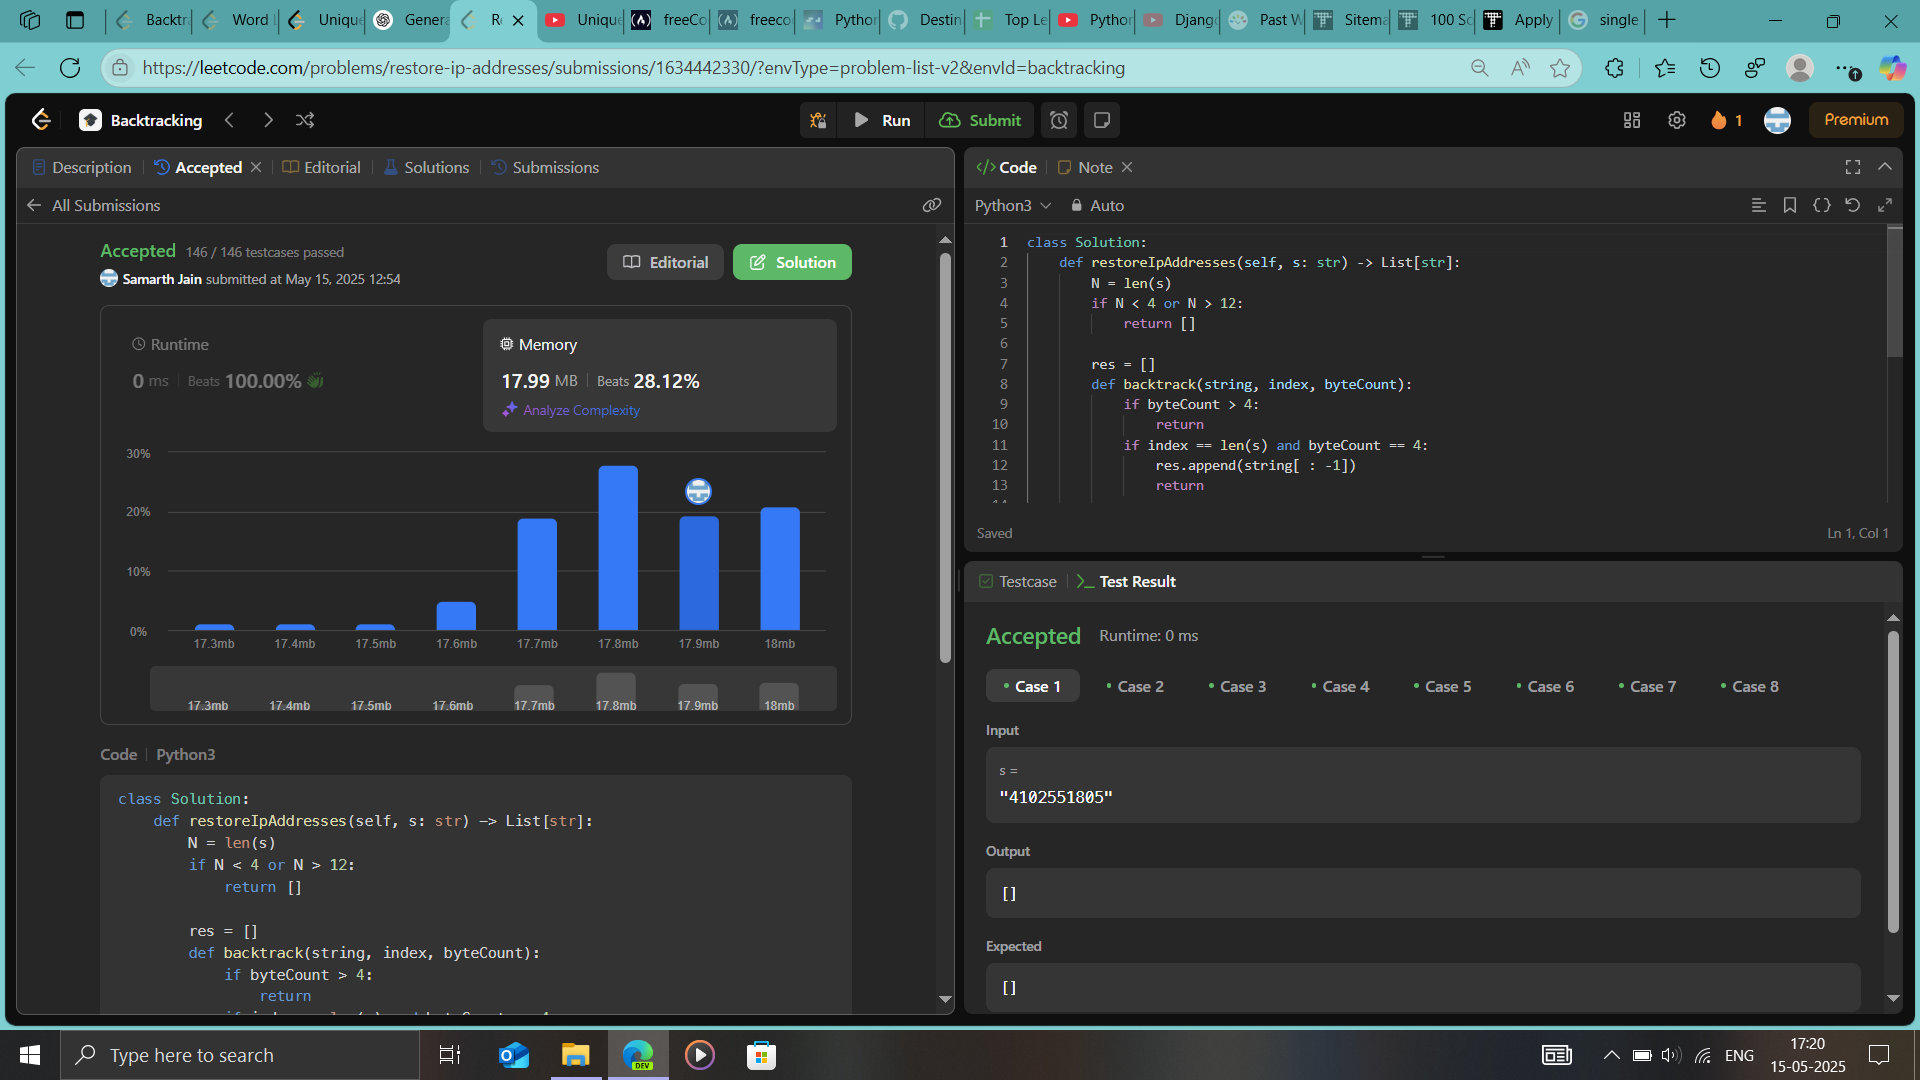 Backtra
Word L
Unique
Genera
Re
Unique
freeCo
freeco
Python
Destin
Top Le
Python
Django
Past W
Sitema
100 Sc
Apply
single
https://leetcode.com/problems/restore-ip-addresses/submissions/1634442330/?envType=problem-list-v2&envId=backtracking
Backtracking
Run
Submit
1
Premium
Description
Accepted
Editorial
Solutions
Submissions
All Submissions
Accepted 146 / 146 testcases passed
Samarth Jain submitted at May 15, 2025 12:54
Editorial
Solution
Runtime
0 ms Beats 100.00%
Memory
17.99 MB Beats 28.12%
Analyze Complexity
30%
20%
10%
0%
17.3mb 17.4mb 17.5mb 17.6mb 17.7mb 17.8mb 17.9mb 18mb
17.3mb 17.4mb 17.5mb 17.6mb 17.7mb 17.8mb 17.9mb 18mb
Code Python3
class Solution:
    def restoreIpAddresses(self, s: str) -> List[str]:
        N = len(s)
        if N < 4 or N > 12:
            return []
        res = []
        def backtrack(string, index, byteCount):
            if byteCount > 4:
                return
Code
Note
Python3
Auto
1 class Solution:
2     def restoreIpAddresses(self, s: str) -> List[str]:
3         N = len(s)
4         if N < 4 or N > 12:
5             return []
6
7         res = []
8         def backtrack(string, index, byteCount):
9             if byteCount > 4:
10                 return
11             if index == len(s) and byteCount == 4:
12                 res.append(string[ : -1])
13                 return
Saved
Ln 1, Col 1
Testcase
>_ Test Result
Accepted Runtime: 0 ms
Case 1
Case 2
Case 3
Case 4
Case 5
Case 6
Case 7
Case 8
Input
s =
"4102551805"
Output
[]
Expected
[]
Type here to search
DEV
ENG
17:20
15-05-2025